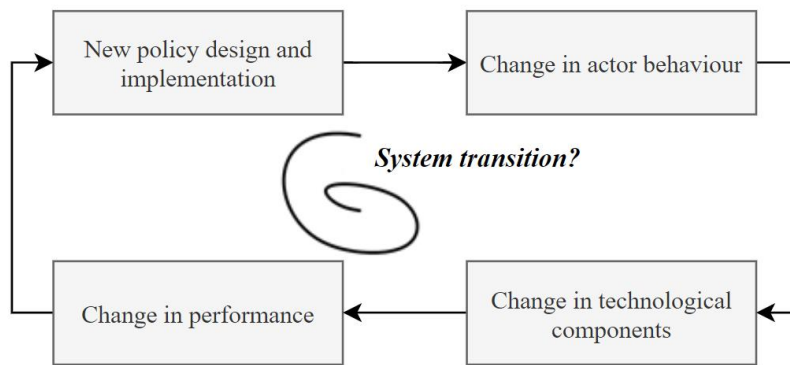 New policy design and
implementation
Change in actor behaviour
System transition?
Change in performance
Change in technological
components